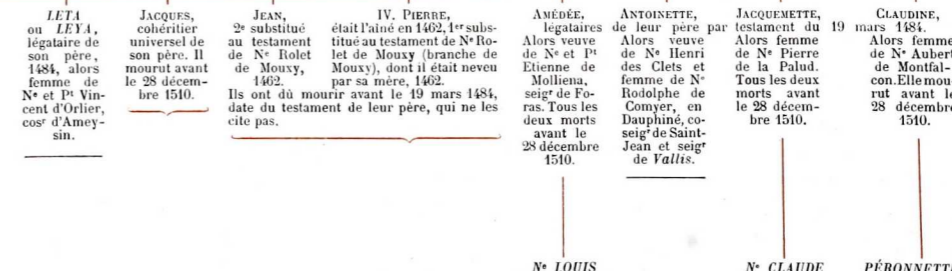 LETA
ou LEYA,
légataire de
son père,
1484, alors
femme de
Nᵉ et Pᵗ Vin-
cent d'Orlier,
cosʳ d'Amey-
sin.
JACQUES,
cohéritier
universel de
son père. Il
mourut avant
le 28 décem-
bre 1510.
JEAN,
2ᵉ substitué
au testament
de Nᵉ Rolet
de Mouxy,
1462.
IV. PIERRE,
était l'aîné en 1462, 1ᵉʳ subs-
titué au testament de Nᵉ Ro-
let de Mouxy (branche de
Mouxy), dont il était neveu
par sa mère, 1462.
Ils ont dû mourir avant le 19 mars 1484,
date du testament de leur père, qui ne les
cite pas.
AMÉDÉE, ANTOINETTE, JACQUEMETTE, CLAUDINE,
légataires de leur père par testament du 19 mars 1484.
Alors veuve
de Nᵉ et Pᵗ
Etienne de
Molliena,
seigʳ de Fo-
ras. Tous les
deux morts
avant le
28 décembre
1510.
Alors veuve
de Nᵉ Henri
des Clets et
femme de Nᵉ
Rodolphe de
Comyer, en
Dauphiné, co-
seigʳ de Saint-
Jean et seigʳ
de Vallis.
Alors femme
de Nᵉ Pierre
de la Palud.
Tous les deux
morts avant
le 28 décem-
bre 1510.
Alors femme
de Nᵉ Aubert
de Montfal-
con. Elle mou-
rut avant le
28 décembre
1510.
Nᵉ LOUIS
Nᵉ CLAUDE
PÉRONNETTE